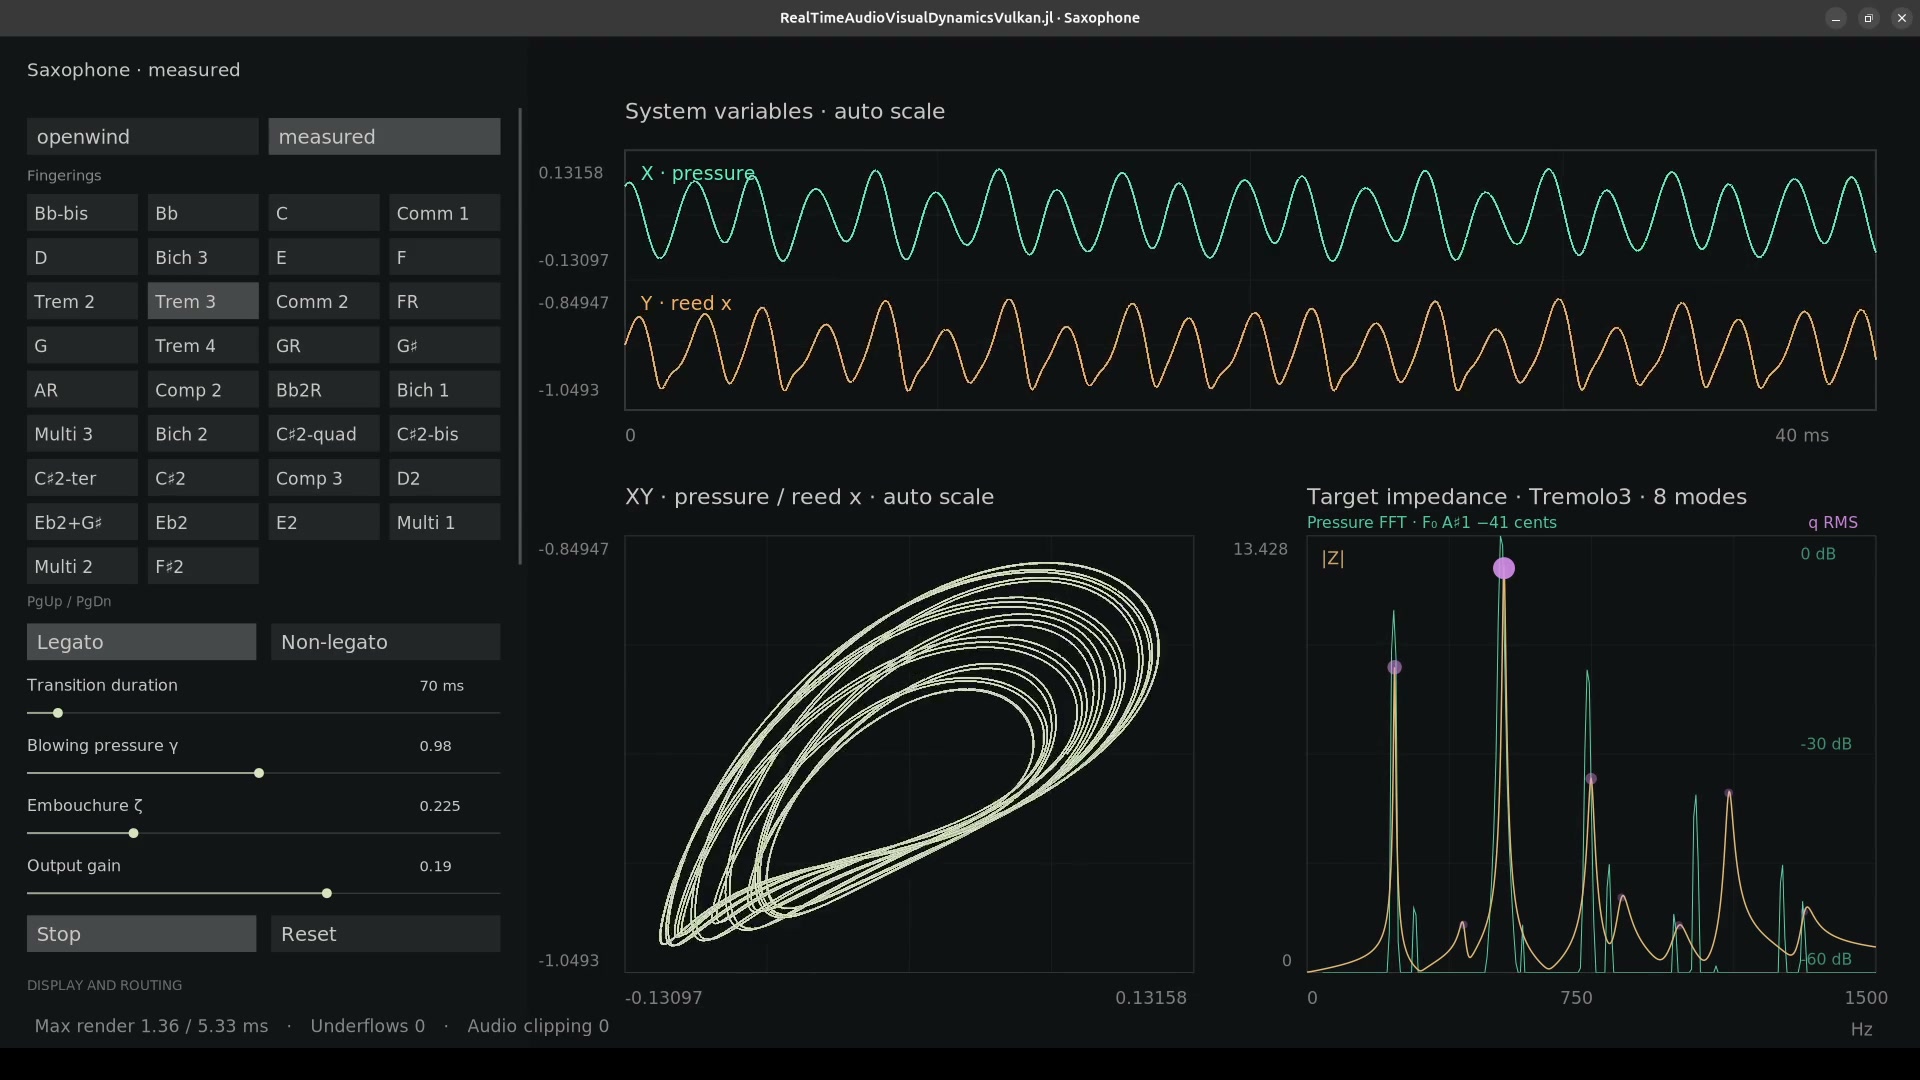 RealTimeAudioVisualDynamicsVulkan.jl · Saxophone
Saxophone · measured
openwind measured
Fingerings
Bb-bis Bb C Comm 1
D Bich 3 E F
Trem 2 Trem 3 Comm 2 FR
G Trem 4 GR G♯
AR Comp 2 Bb2R Bich 1
Multi 3 Bich 2 C♯2-quad C♯2-bis
C♯2-ter C♯2 Comp 3 D2
Eb2+G♯ Eb2 E2 Multi 1
Multi 2 F♯2
PgUp / PgDn
Legato Non-legato
Transition duration 70 ms
Blowing pressure γ 0.98
Embouchure ζ 0.225
Output gain 0.19
Stop Reset
DISPLAY AND ROUTING
Max render 1.36 / 5.33 ms · Underflows 0 · Audio clipping 0
System variables · auto scale
0.13158 X · pressure
-0.13097
-0.84947 Y · reed x
-1.0493
0 40 ms
XY · pressure / reed x · auto scale
-0.84947
-1.0493
-0.13097 0.13158
Target impedance · Tremolo3 · 8 modes
Pressure FFT · F₀ A♯1 −41 cents q RMS
13.428 |Z| 0 dB
-30 dB
0 -60 dB
0 750 1500
Hz